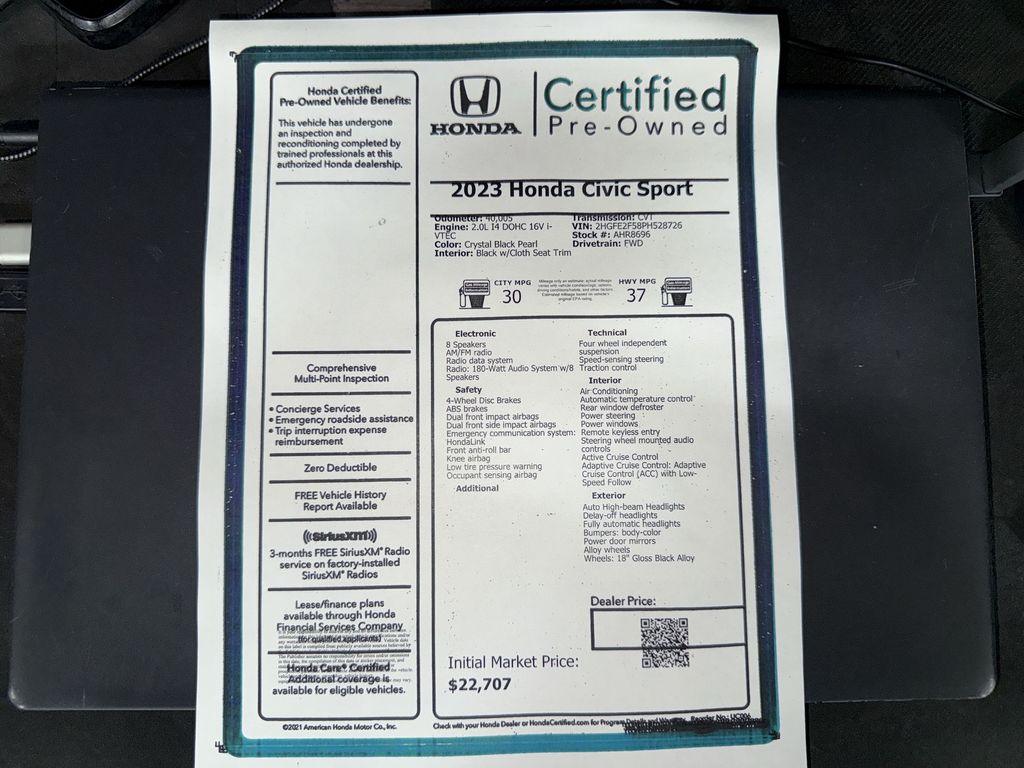 Honda Certified
Pre-Owned Vehicle Benefits:
This vehicle has undergone
an inspection and
reconditioning completed by
trained professionals at this
authorized Honda dealership.
Comprehensive
Multi-Point Inspection
• Concierge Services
• Emergency roadside assistance
• Trip interruption expense
reimbursement
Zero Deductible
FREE Vehicle History
Report Available
((SiriusXM))
3-months FREE SiriusXM® Radio
service on factory-installed
SiriusXM® Radios
Lease/finance plans
available through Honda
Financial Services Company
(for qualified applicants)
Honda Care® Certified
Additional coverage is
available for eligible vehicles.
©2021 American Honda Motor Co., Inc.
HONDA
Certified
Pre-Owned
2023 Honda Civic Sport
Odometer: 40,005
Engine: 2.0L I4 DOHC 16V i-
VTEC
Color: Crystal Black Pearl
Interior: Black w/Cloth Seat Trim
Transmission: CVT
VIN: 2HGFE2F58PH528726
Stock #: AHR8696
Drivetrain: FWD
CITY MPG
30
HWY MPG
37
Electronic
8 Speakers
AM/FM radio
Radio data system
Radio: 180-Watt Audio System w/8
Speakers
Safety
4-Wheel Disc Brakes
ABS brakes
Dual front impact airbags
Dual front side impact airbags
Emergency communication system:
HondaLink
Front anti-roll bar
Knee airbag
Low tire pressure warning
Occupant sensing airbag
Additional
Technical
Four wheel independent
suspension
Speed-sensing steering
Traction control
Interior
Air Conditioning
Automatic temperature control
Rear window defroster
Power steering
Power windows
Remote keyless entry
Steering wheel mounted audio
controls
Active Cruise Control
Adaptive Cruise Control: Adaptive
Cruise Control (ACC) with Low-
Speed Follow
Exterior
Auto High-beam Headlights
Delay-off headlights
Fully automatic headlights
Bumpers: body-color
Power door mirrors
Alloy wheels
Wheels: 18" Gloss Black Alloy
Dealer Price:
Initial Market Price:
$22,707
Check with your Honda Dealer or HondaCertified.com for Program Details and Warranty. Reorder No.: UC206